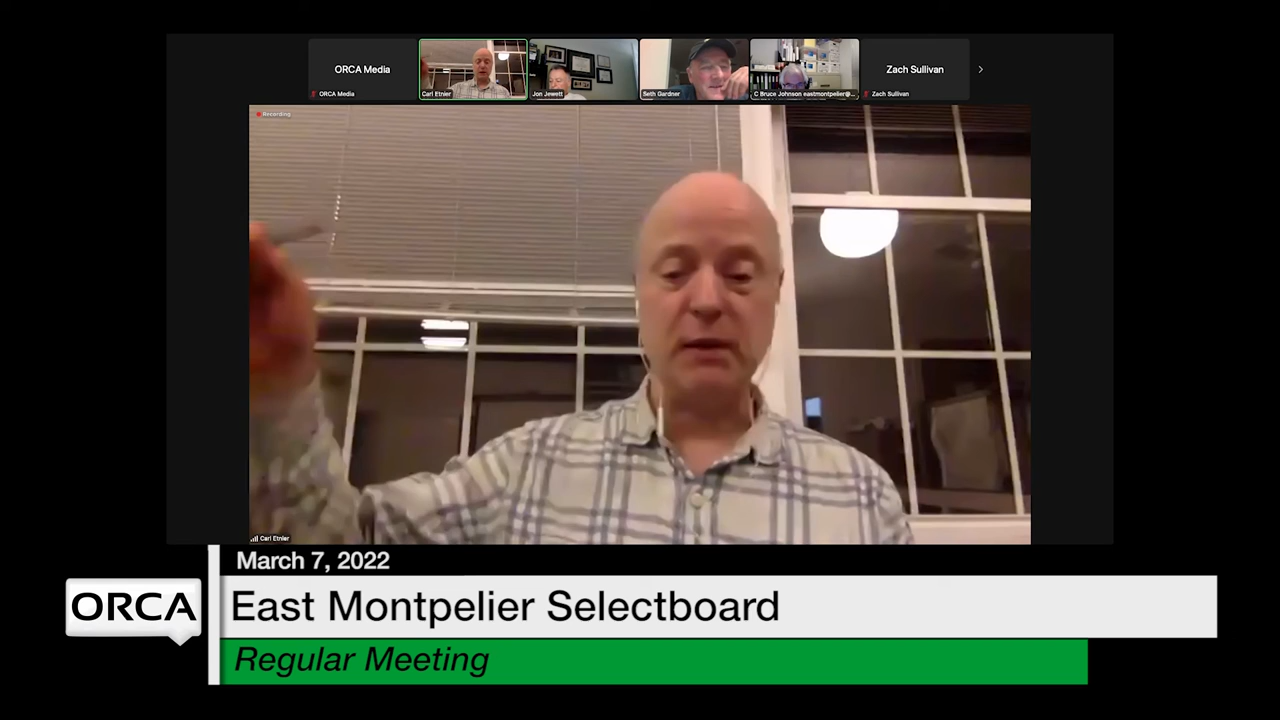 ORCA Media
Zach Sullivan
ORCA Media
Carl Etnier
Jon Jewett
Seth Gardner
C Bruce Johnson eastmontpelier@...
Zach Sullivan
Recording
Carl Etnier
March 7, 2022
ORCA
East Montpelier Selectboard
Regular Meeting